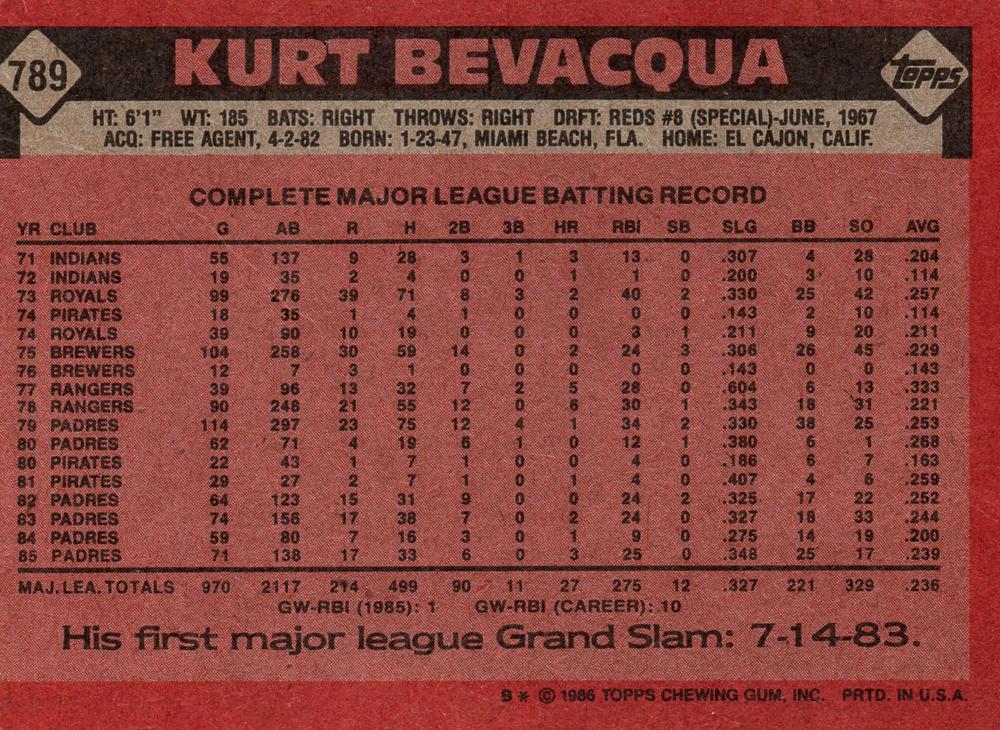 789 KURT BEVACQUA topps
HT: 6'1" WT: 185 BATS: RIGHT THROWS: RIGHT DRFT: REDS #8 (SPECIAL)-JUNE, 1967
ACQ: FREE AGENT, 4-2-82 BORN: 1-23-47, MIAMI BEACH, FLA. HOME: EL CAJON, CALIF.
COMPLETE MAJOR LEAGUE BATTING RECORD
YR CLUB G AB R H 2B 3B HR RBI SB SLG BB SO AVG
71 INDIANS 55 137 9 28 3 1 3 13 0 .307 4 28 .204
72 INDIANS 19 35 2 4 0 0 1 1 0 .200 3 10 .114
73 ROYALS 99 276 39 71 8 3 2 40 2 .330 25 42 .257
74 PIRATES 18 35 1 4 1 0 0 0 0 .143 2 10 .114
74 ROYALS 39 90 10 19 0 0 0 3 1 .211 9 20 .211
75 BREWERS 104 258 30 59 14 0 2 24 3 .306 26 45 .229
76 BREWERS 12 7 3 1 0 0 0 0 0 .143 0 0 .143
77 RANGERS 39 96 13 32 7 2 5 28 0 .604 6 13 .333
78 RANGERS 90 248 21 55 12 0 6 30 1 .343 18 31 .221
79 PADRES 114 297 23 75 12 4 1 34 2 .330 38 25 .253
80 PADRES 62 71 4 19 6 1 0 12 1 .380 6 1 .268
80 PIRATES 22 43 1 7 1 0 0 4 0 .186 6 7 .163
81 PIRATES 29 27 2 7 1 0 1 4 0 .407 4 6 .259
82 PADRES 64 123 15 31 9 0 0 24 2 .325 17 22 .252
83 PADRES 74 156 17 38 7 0 2 24 0 .327 18 33 .244
84 PADRES 59 80 7 16 3 0 1 9 0 .275 14 19 .200
85 PADRES 71 138 17 33 6 0 3 25 0 .348 25 17 .239
MAJ. LEA. TOTALS 970 2117 214 499 90 11 27 275 12 .327 221 329 .236
GW-RBI (1985): 1 GW-RBI (CAREER): 10
His first major league Grand Slam: 7-14-83.
B * © 1986 TOPPS CHEWING GUM, INC. PRTD. IN U.S.A.